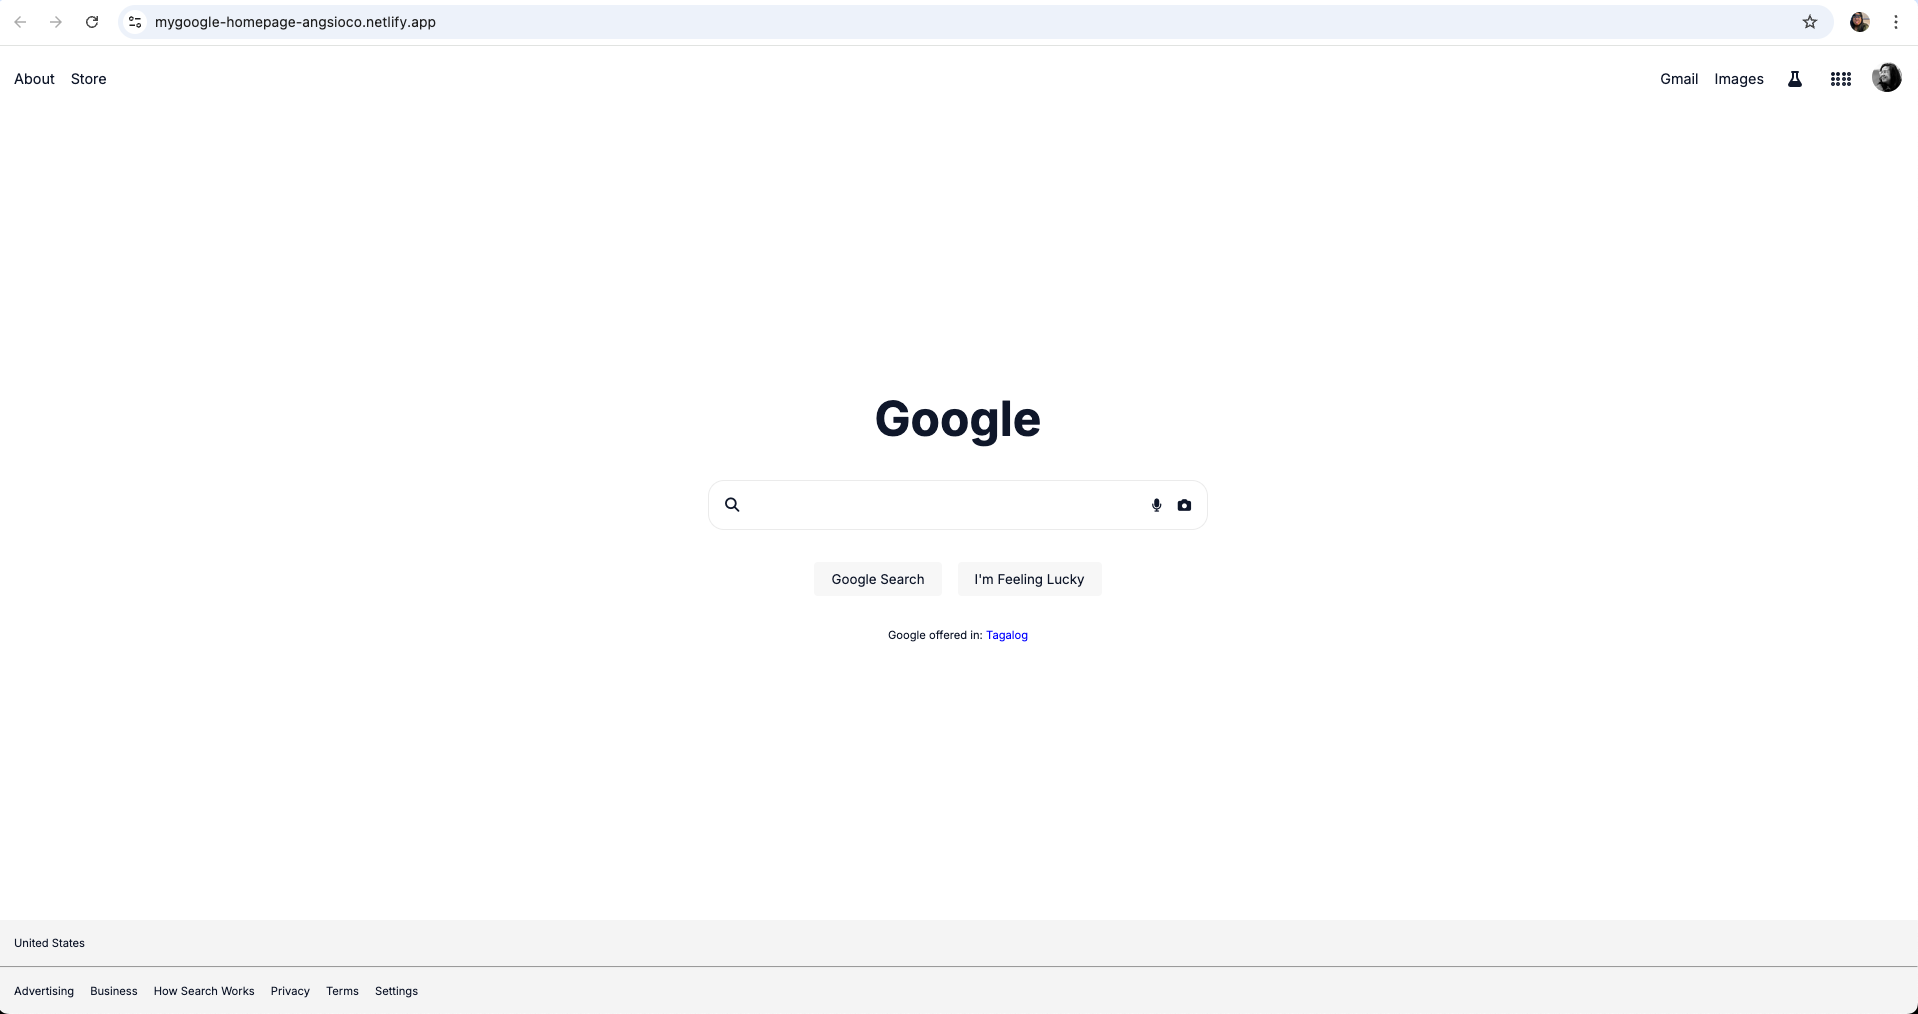 mygoogle-homepage-angsioco.netlify.app
About Store Gmail Images
Google
Google Search I'm Feeling Lucky
Google offered in: Tagalog
United States
Advertising Business How Search Works Privacy Terms Settings